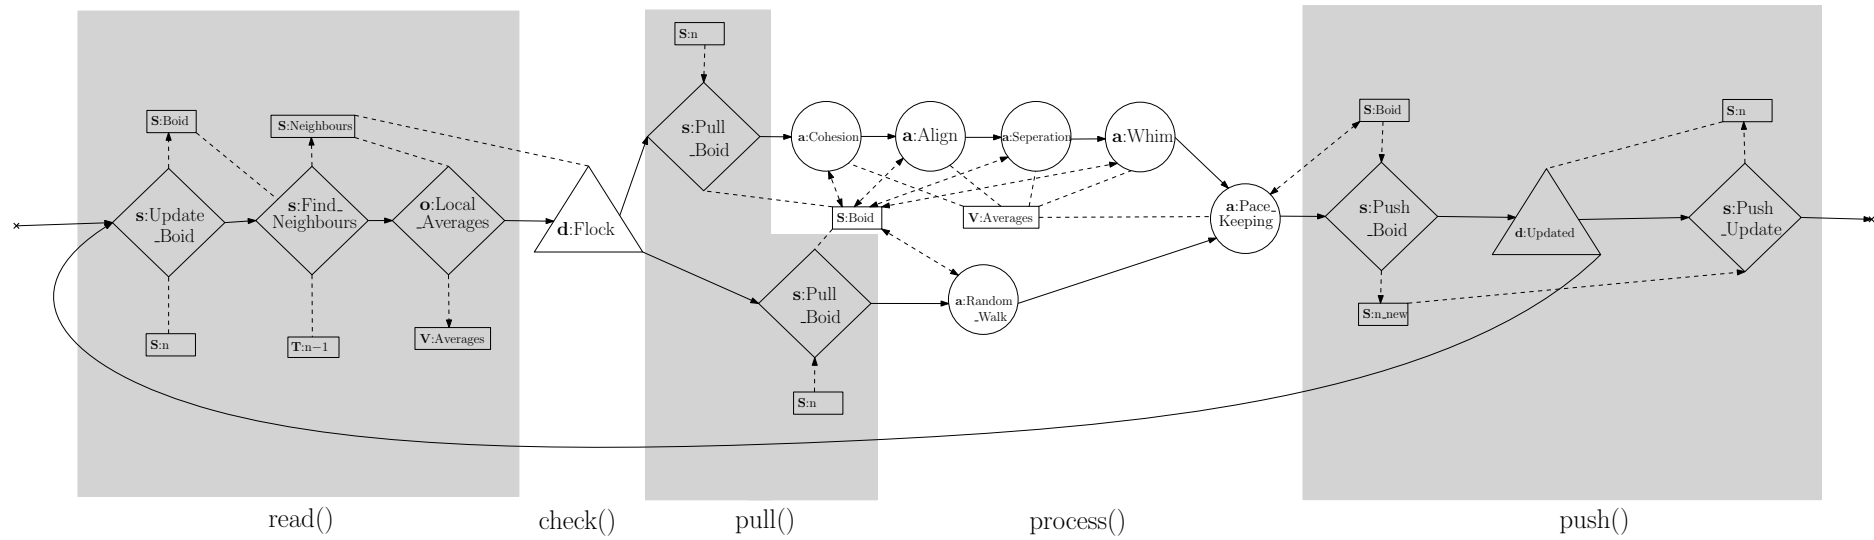 S:Boid
S:Neighbours
s:Update
_Boid
s:Find_
Neighbours
o:Local
_Averages
S:n
T:n−1
V:Averages
d:Flock
S:n
s:Pull
_Boid
a:Cohesion
a:Align
a:Seperation
a:Whim
S:Boid
V:Averages
s:Pull
_Boid
a:Random
_Walk
S:n
a:Pace_
Keeping
S:Boid
s:Push
_Boid
S:n_new
d:Updated
S:n
s:Push
_Update
read()
check()
pull()
process()
push()